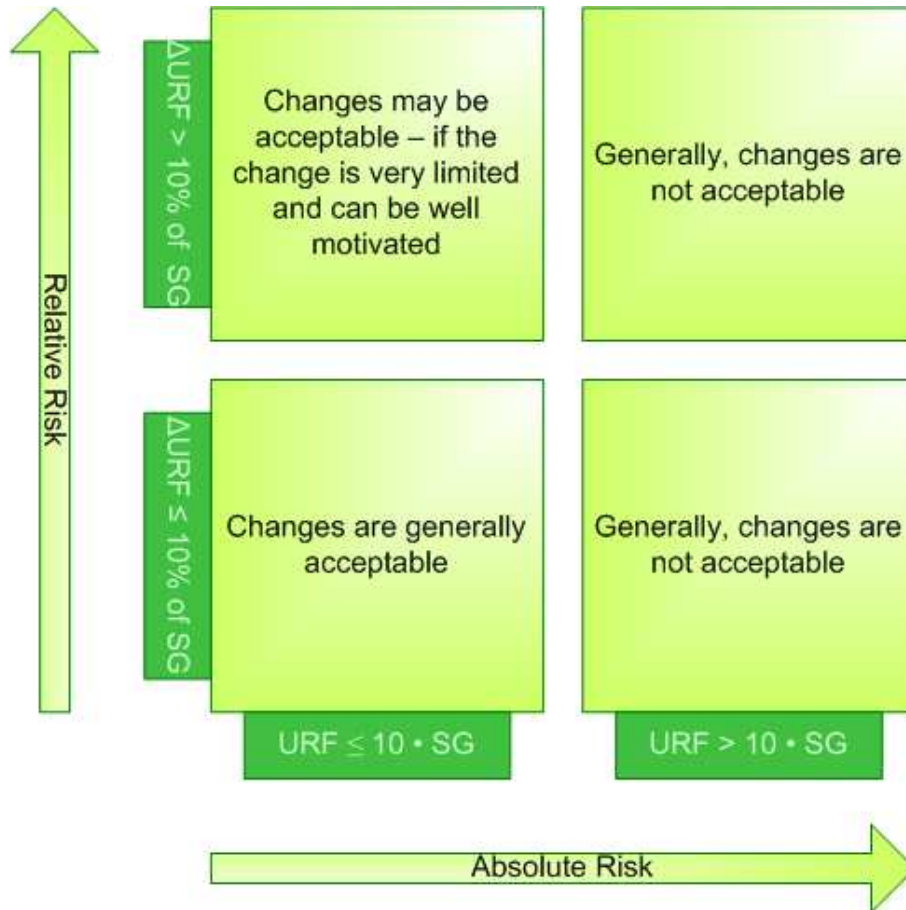 ΔURF > 10% of SG
Changes may be
acceptable – if the
change is very limited
and can be well
motivated
Generally, changes are
not acceptable
Relative Risk
ΔURF ≤ 10% of SG
Changes are generally
acceptable
Generally, changes are
not acceptable
URF ≤ 10 • SG
URF > 10 • SG
Absolute Risk